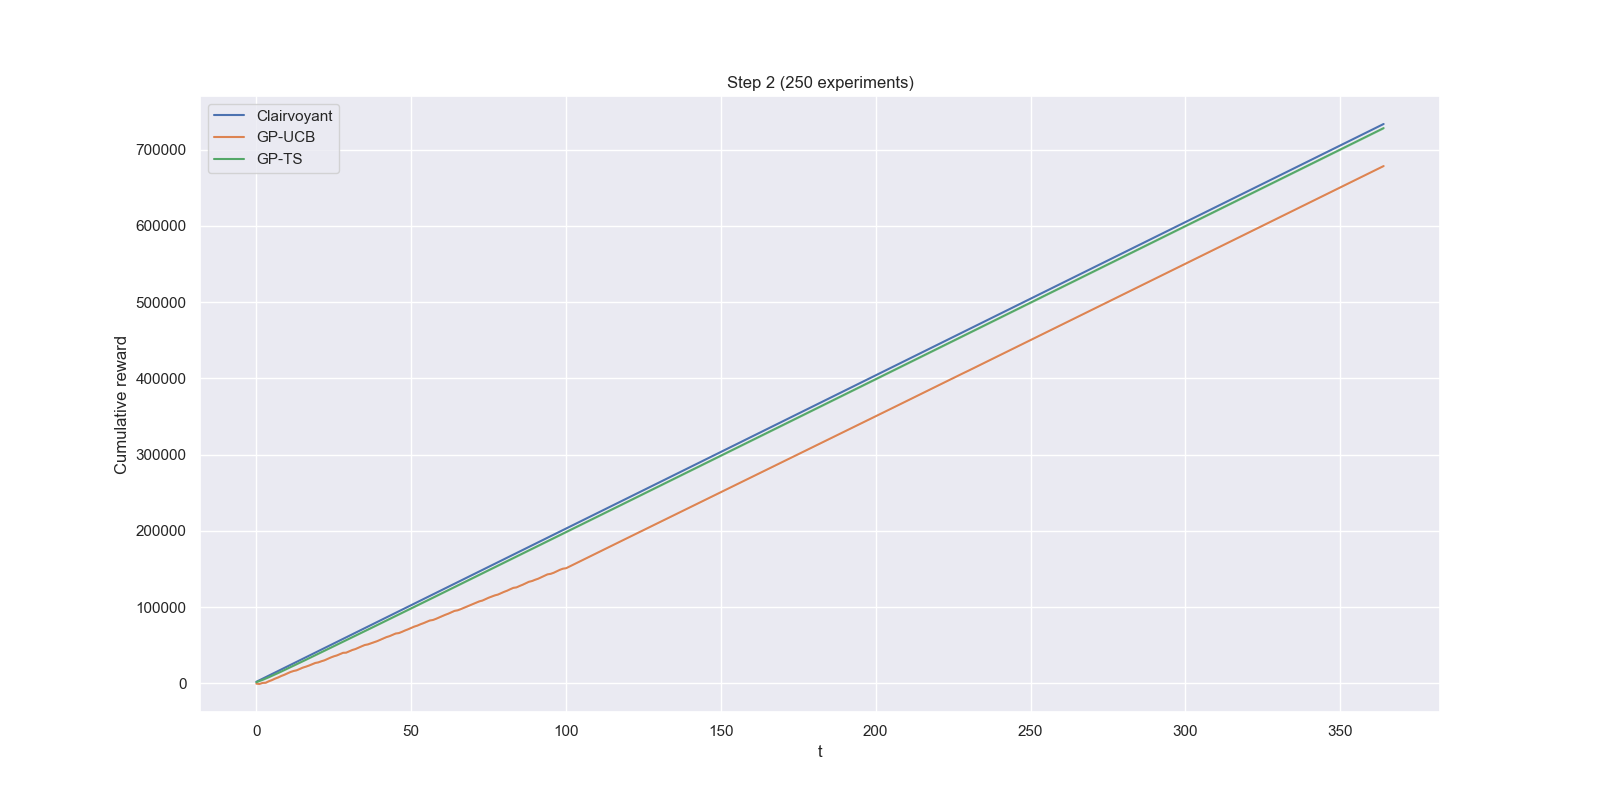 Step 2 (250 experiments)
Clairvoyant
GP-UCB
GP-TS
700000
600000
500000
400000
300000
200000
100000
0
Cumulative reward
0 50 100 150 200 250 300 350
t